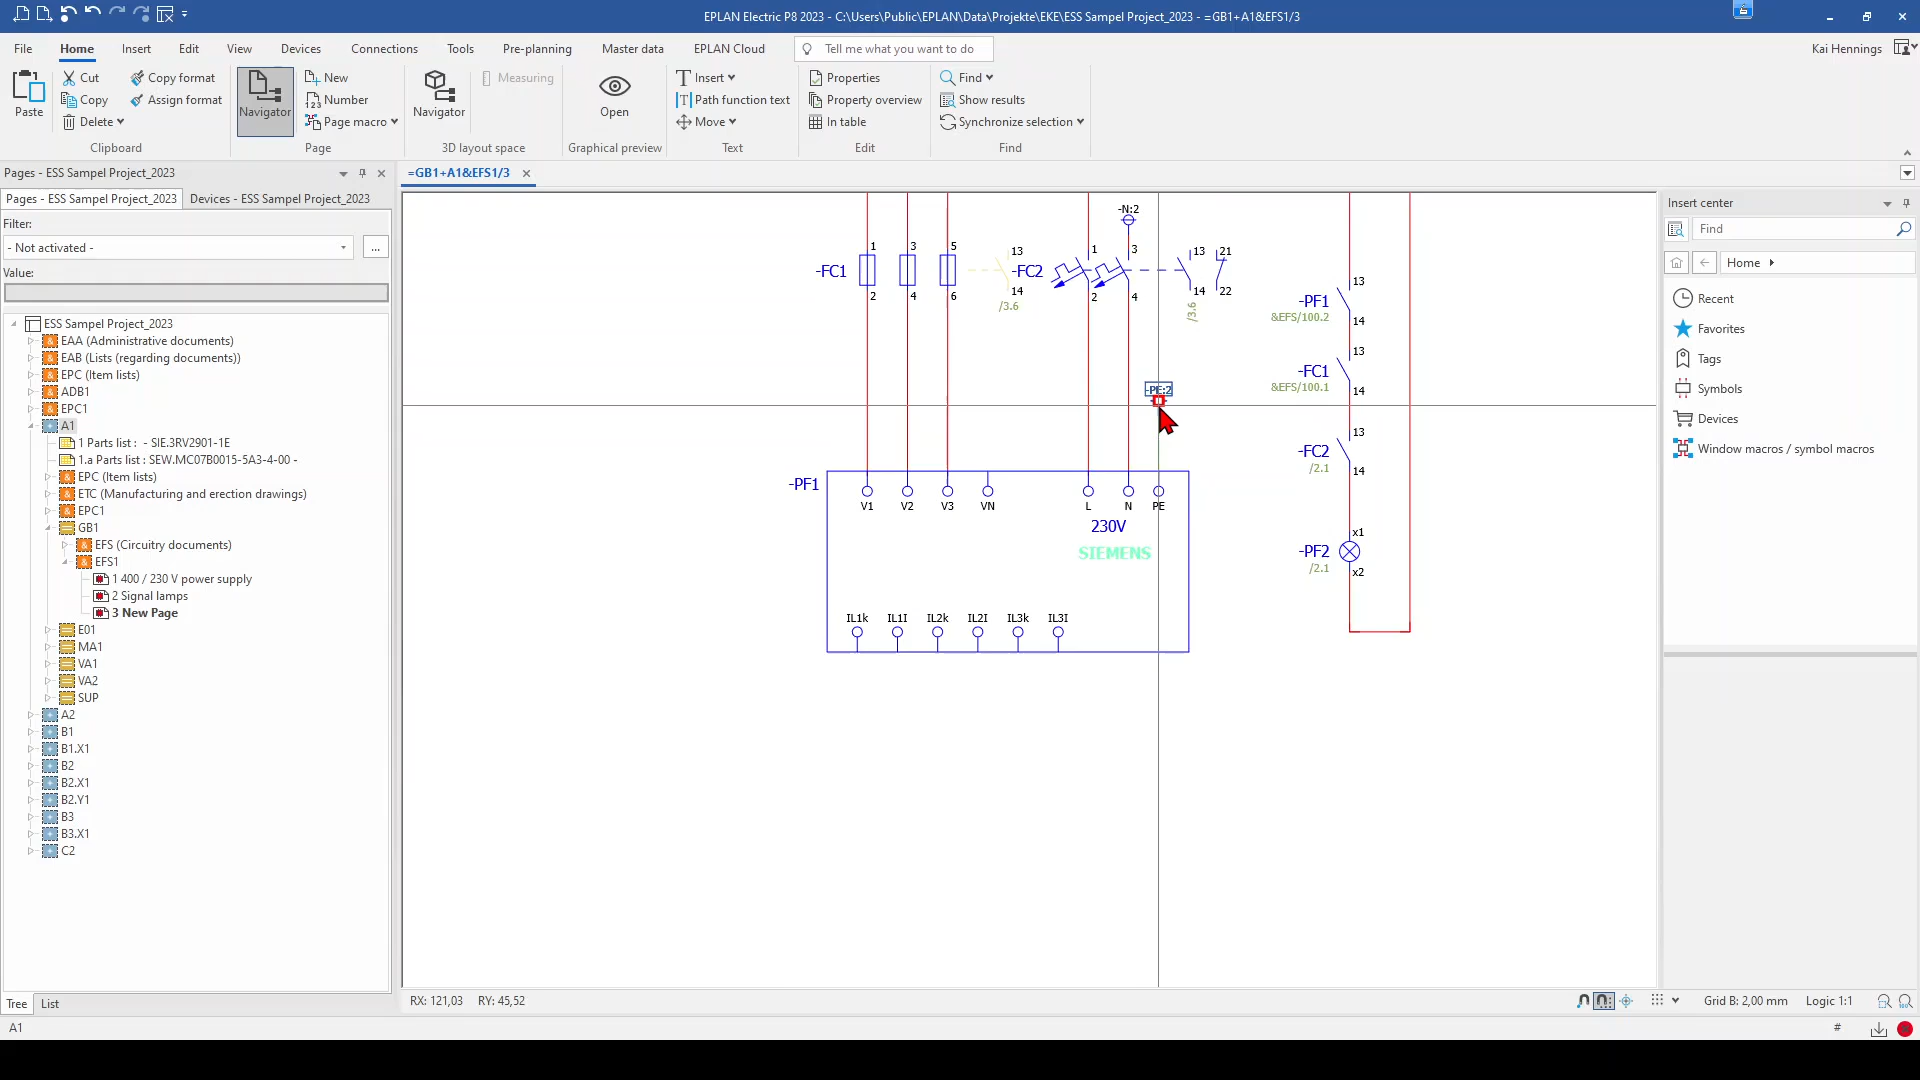 EPLAN Electric P8 2023 - C:\Users\Public\EPLAN\Data\Projekte\EKE\ESS Sampel Project_2023 - =GB1+A1&EFS1/3
File Home Insert Edit View Devices Connections Tools Pre-planning Master data EPLAN Cloud Tell me what you want to do Kai Hennings
Paste
Cut
Copy
Delete
Copy format
Assign format
Clipboard
Navigator
New
Number
Page macro
Page
Navigator
Measuring
3D layout space
Open
Graphical preview
Insert
Path function text
Move
Text
Properties
Property overview
In table
Edit
Find
Show results
Synchronize selection
Find
Pages - ESS Sampel Project_2023
Pages - ESS Sampel Project_2023 Devices - ESS Sampel Project_2023
Filter:
- Not activated -
...
Value:
ESS Sampel Project_2023
EAA (Administrative documents)
EAB (Lists (regarding documents))
EPC (Item lists)
ADB1
EPC1
A1
1 Parts list : - SIE.3RV2901-1E
1.a Parts list : SEW.MC07B0015-5A3-4-00 -
EPC (Item lists)
ETC (Manufacturing and erection drawings)
EPC1
GB1
EFS (Circuitry documents)
EFS1
1 400 / 230 V power supply
2 Signal lamps
3 New Page
E01
MA1
VA1
VA2
SUP
A2
B1
B1.X1
B2
B2.X1
B2.Y1
B3
B3.X1
C2
Tree List
A1
=GB1+A1&EFS1/3
-N:2
1 3 5 13 1 3 13 21
-FC1 -FC2
2 4 6 14 2 4 14 22
/3.6 /3.6
-PE:2
-PF1
V1 V2 V3 VN L N PE
230V
SIEMENS
IL1k IL1I IL2k IL2I IL3k IL3I
13
-PF1
&EFS/100.2 14
13
-FC1
&EFS/100.1 14
13
-FC2
/2.1 14
x1
-PF2
/2.1 x2
RX: 121,03 RY: 45,52
Grid B: 2,00 mm Logic 1:1
#
Insert center
Find
Home
Recent
Favorites
Tags
Symbols
Devices
Window macros / symbol macros